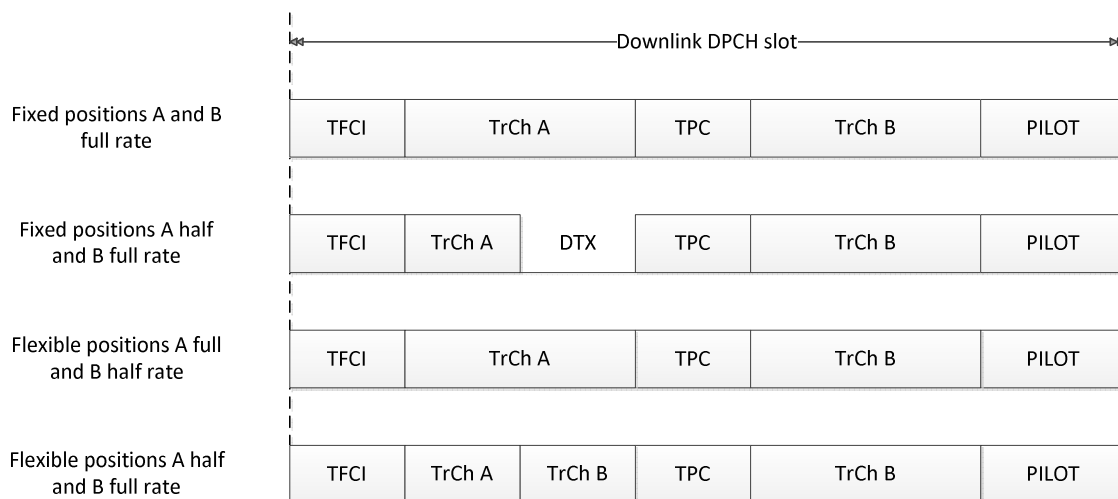 Downlink DPCH slot
Fixed positions A and B
full rate
TFCI TrCh A TPC TrCh B PILOT
Fixed positions A half
and B full rate
TFCI TrCh A DTX TPC TrCh B PILOT
Flexible positions A full
and B half rate
TFCI TrCh A TPC TrCh B PILOT
Flexible positions A half
and B full rate
TFCI TrCh A TrCh B TPC TrCh B PILOT